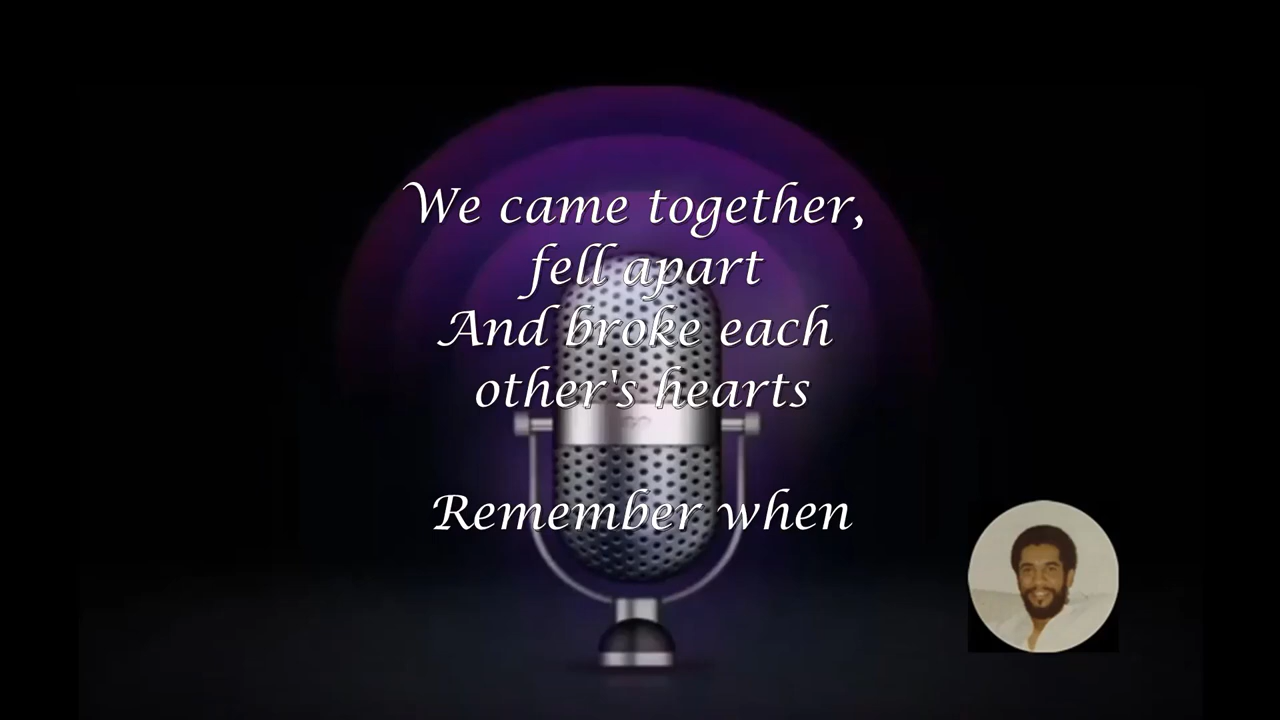 We came together,
fell apart
And broke each
other's hearts
Remember when